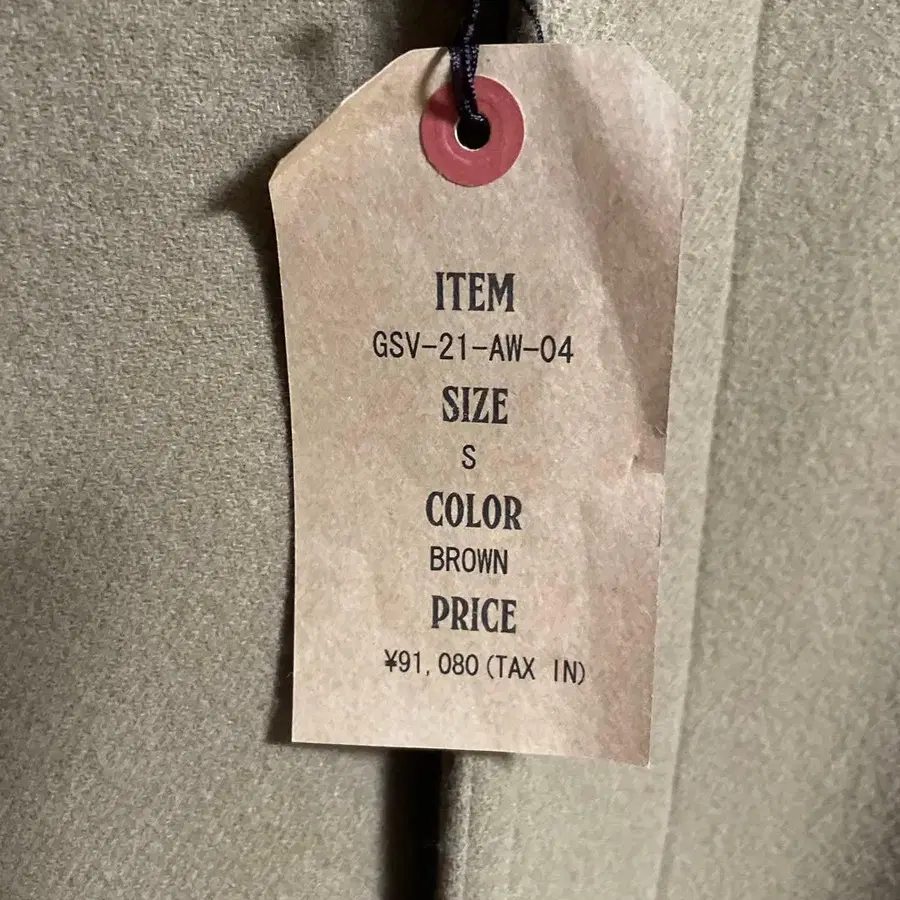 ITEM
GSV-21-AW-04
SIZE
S
COLOR
BROWN
PRICE
¥91,080(TAX IN)